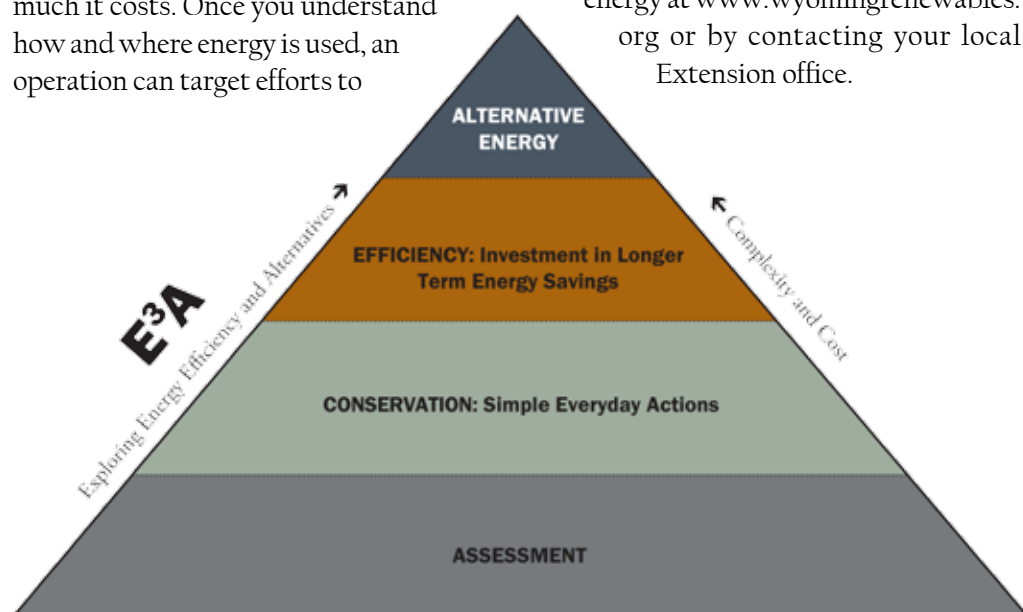 much it costs. Once you understand
how and where energy is used, an
operation can target efforts to
energy at www.wyomingrenewables.
org or by contacting your local
Extension office.
ALTERNATIVE
ENERGY
EFFICIENCY: Investment in Longer
Term Energy Savings
CONSERVATION: Simple Everyday Actions
ASSESSMENT
E³A
Exploring Energy Efficiency and Alternatives
Complexity and Cost